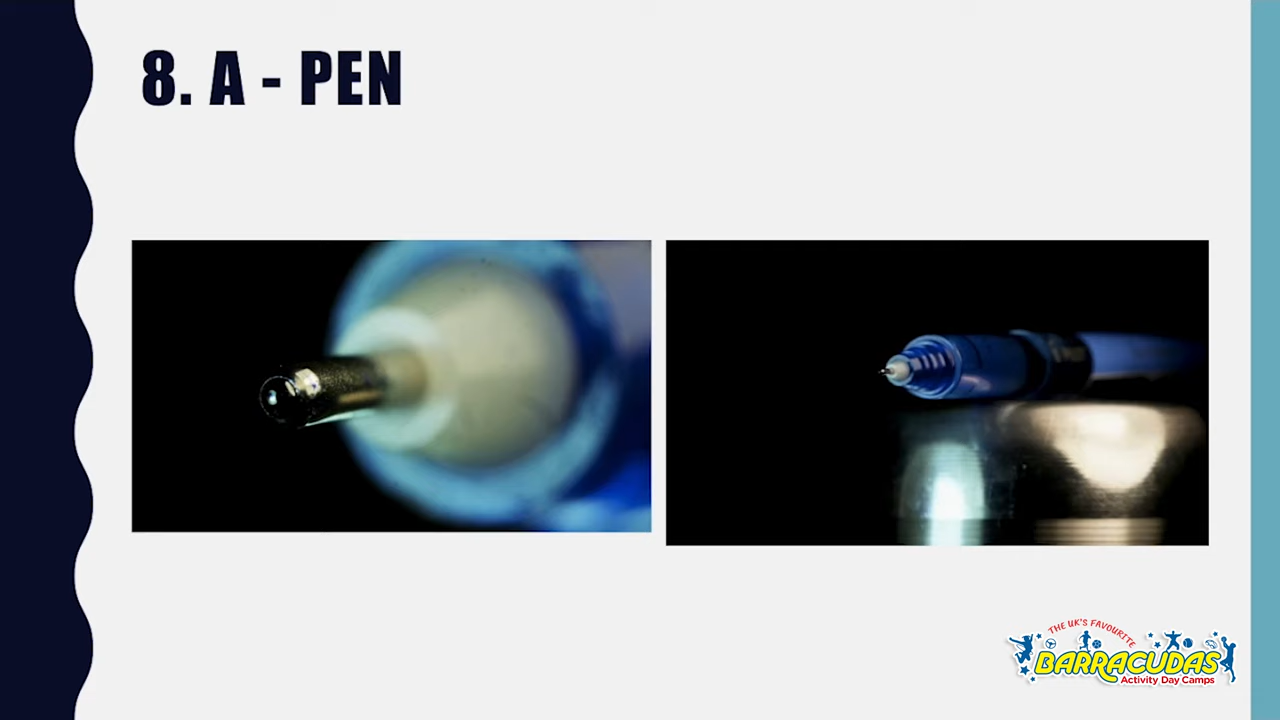 8. A - PEN
THE UK'S FAVOURITE
BARRACUDAS
Activity Day Camps